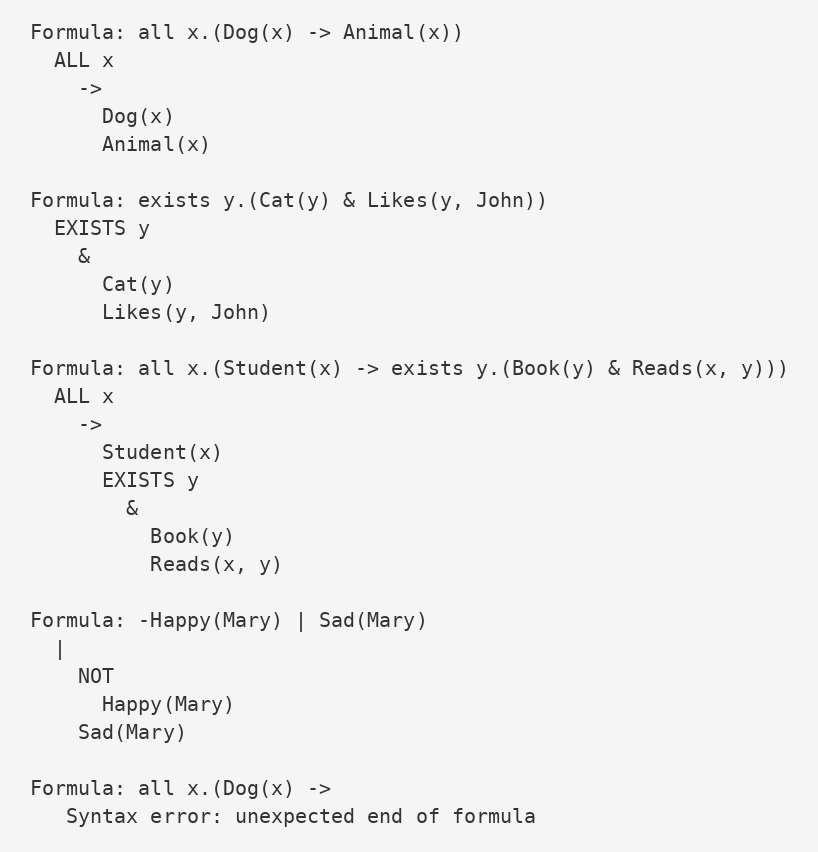 Formula: all x.(Dog(x) -> Animal(x))
  ALL x
    ->
      Dog(x)
      Animal(x)

Formula: exists y.(Cat(y) & Likes(y, John))
  EXISTS y
    &
      Cat(y)
      Likes(y, John)

Formula: all x.(Student(x) -> exists y.(Book(y) & Reads(x, y)))
  ALL x
    ->
      Student(x)
      EXISTS y
        &
          Book(y)
          Reads(x, y)

Formula: -Happy(Mary) | Sad(Mary)
  |
    NOT
      Happy(Mary)
    Sad(Mary)

Formula: all x.(Dog(x) ->
   Syntax error: unexpected end of formula